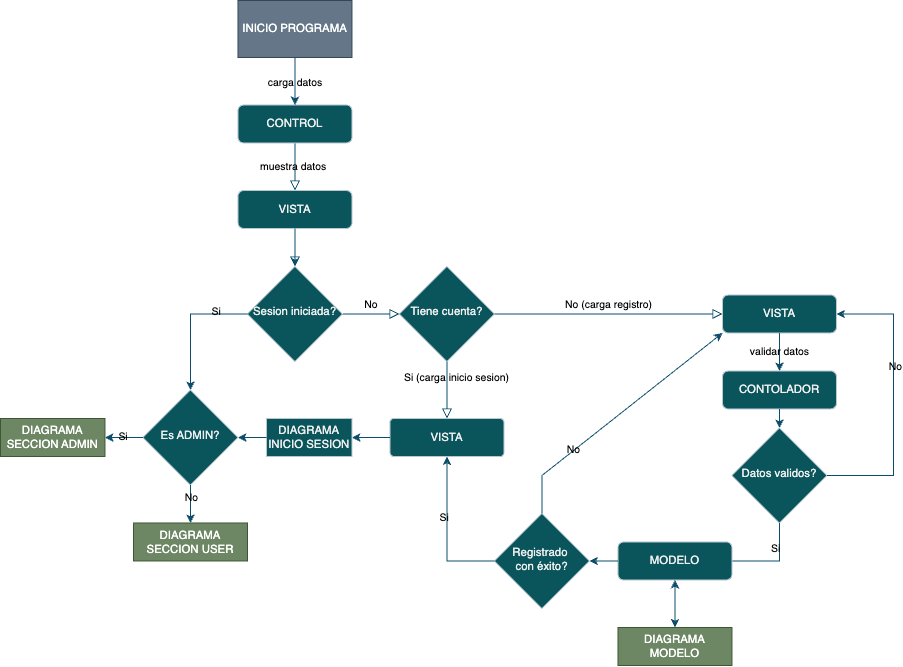 INICIO PROGRAMA
carga datos
CONTROL
muestra datos
VISTA
Sesion iniciada?
Si
No
Tiene cuenta?
No (carga registro)
VISTA
validar datos
CONTOLADOR
No
Si (carga inicio sesion)
DIAGRAMA
SECCION ADMIN
Si
Es ADMIN?
DIAGRAMA
INICIO SESION
VISTA
No
Datos validos?
No
DIAGRAMA
SECCION USER
Si
Registrado
con éxito?
MODELO
Si
DIAGRAMA
MODELO